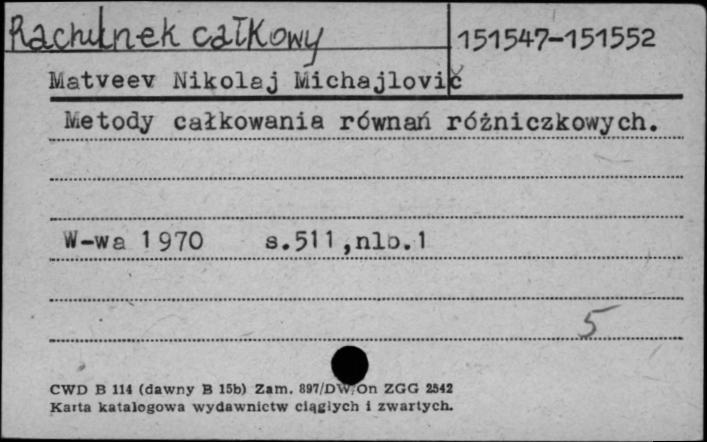 Rachunek całkowy
151547-151552
Matveev Nikolaj Michajlovič
Metody całkowania równań różniczkowych.
W-wa 1970 s.511,nlb.1
5
CWD B 114 (dawny B 15b) Zam. 897/DW/On ZGG 2542
Karta katalogowa wydawnictw ciągłych i zwartych.